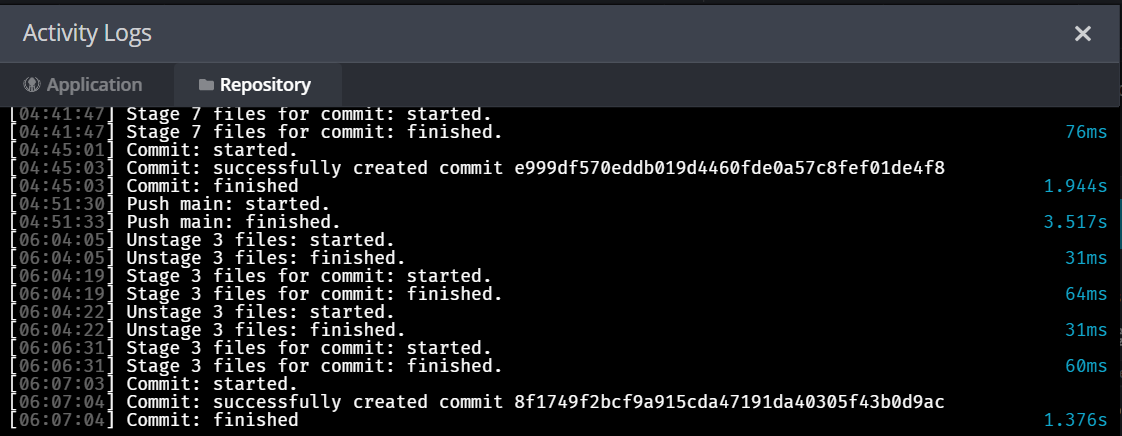 Activity Logs
Application
Repository
[04:41:47] Stage 7 files for commit: started.
[04:41:47] Stage 7 files for commit: finished. 76ms
[04:45:01] Commit: started.
[04:45:03] Commit: successfully created commit e999df570eddb019d4460fde0a57c8fef01de4f8
[04:45:03] Commit: finished 1.944s
[04:51:30] Push main: started.
[04:51:33] Push main: finished. 3.517s
[06:04:05] Unstage 3 files: started.
[06:04:05] Unstage 3 files: finished. 31ms
[06:04:19] Stage 3 files for commit: started.
[06:04:19] Stage 3 files for commit: finished. 64ms
[06:04:22] Unstage 3 files: started.
[06:04:22] Unstage 3 files: finished. 31ms
[06:06:31] Stage 3 files for commit: started.
[06:06:31] Stage 3 files for commit: finished. 60ms
[06:07:03] Commit: started.
[06:07:04] Commit: successfully created commit 8f1749f2bcf9a915cda47191da40305f43b0d9ac
[06:07:04] Commit: finished 1.376s